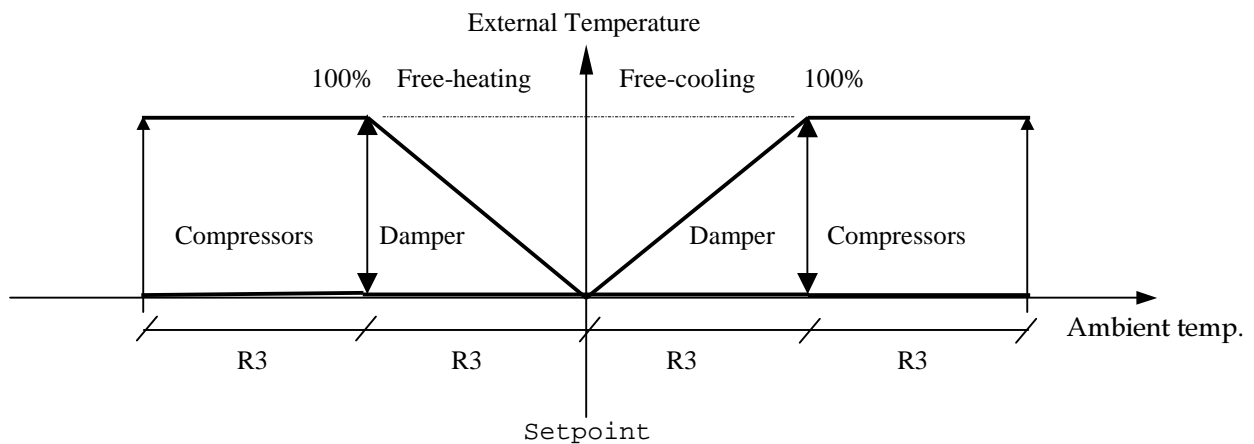 External Temperature
100% Free-heating Free-cooling 100%
Compressors Damper Damper Compressors
Ambient temp.
R3 R3 R3 R3
Setpoint